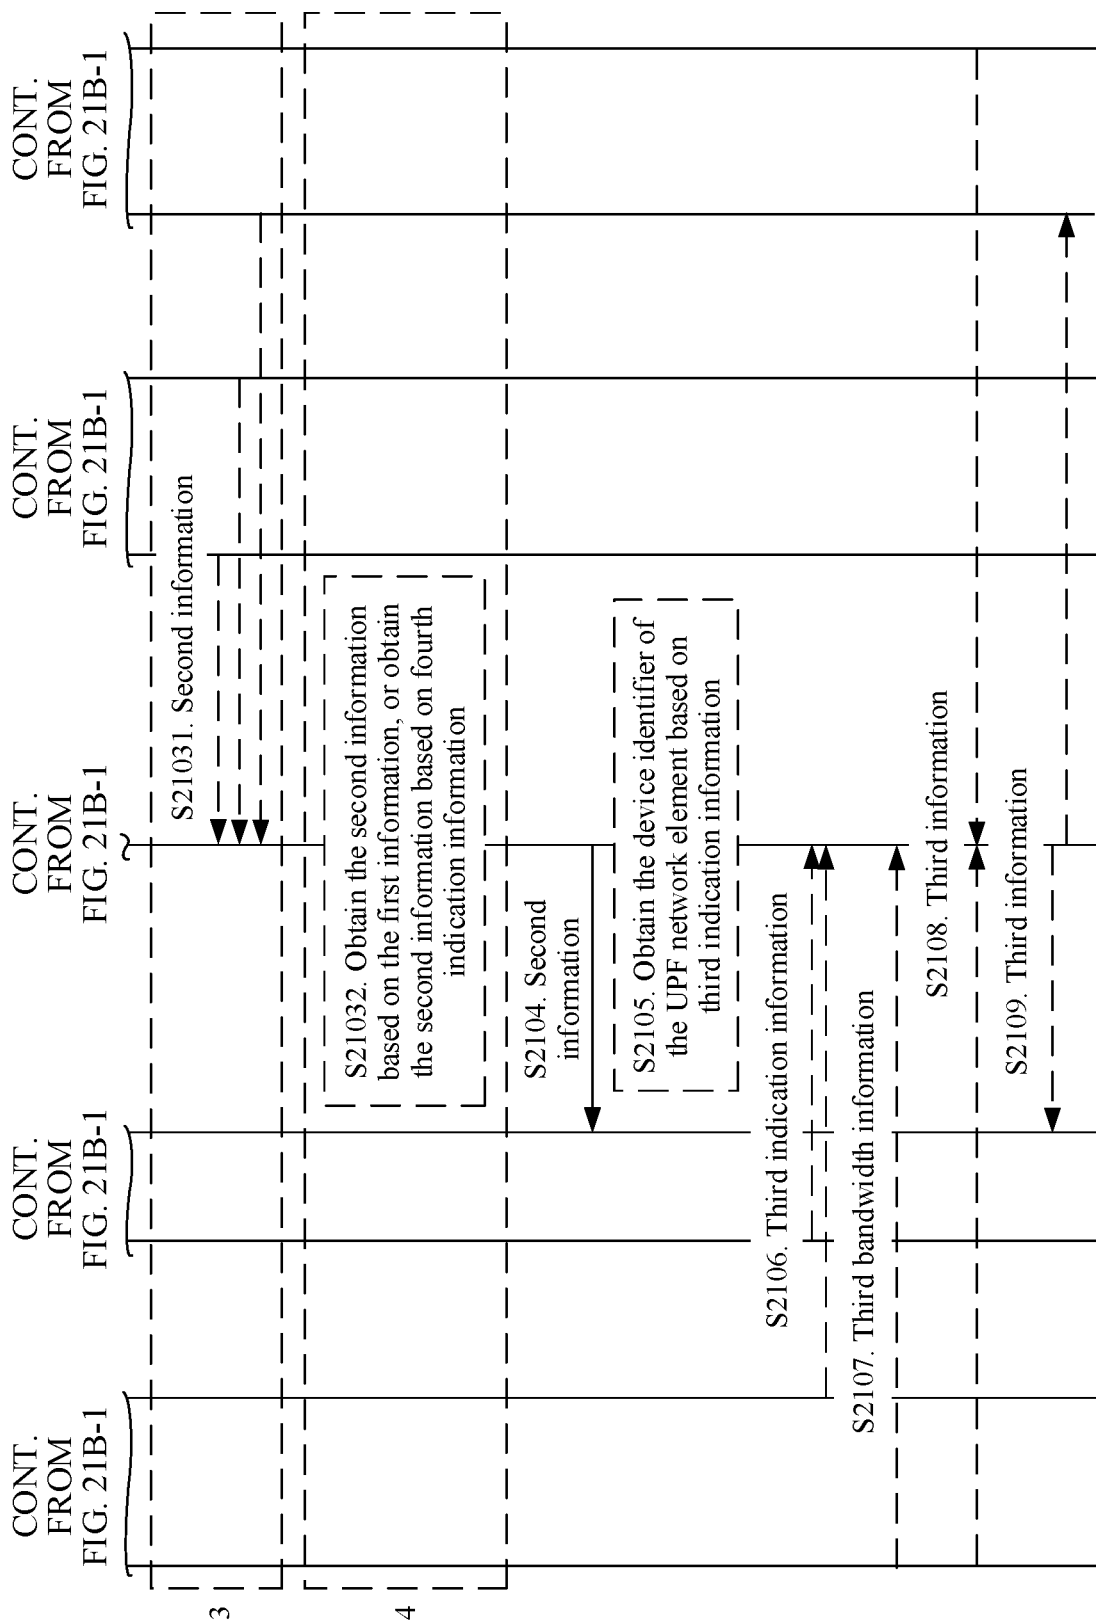 CONT.
FROM
FIG. 21B-1
CONT.
FROM
FIG. 21B-1
CONT.
FROM
FIG. 21B-1
CONT.
FROM
FIG. 21B-1
CONT.
FROM
FIG. 21B-1
3
S21031. Second information
4
S21032. Obtain the second information
based on the first information, or obtain
the second information based on fourth
indication information
S2104. Second
information
S2105. Obtain the device identifier of
the UPF network element based on
third indication information
S2106. Third indication information
S2107. Third bandwidth information
S2108. Third information
S2109. Third information